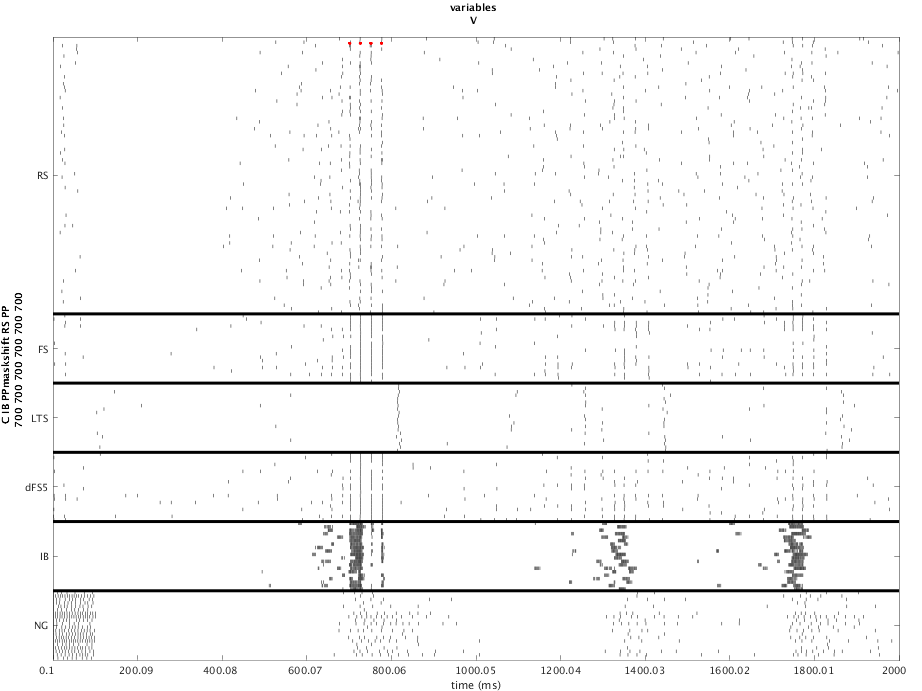 variables
V
C IB PPmaskshift RS PP
700 700 700 700 700 700
RS
FS
LTS
dFS5
IB
NG
0.1 200.09 400.08 600.07 800.06 1000.05 1200.04 1400.03 1600.02 1800.01 2000
time (ms)